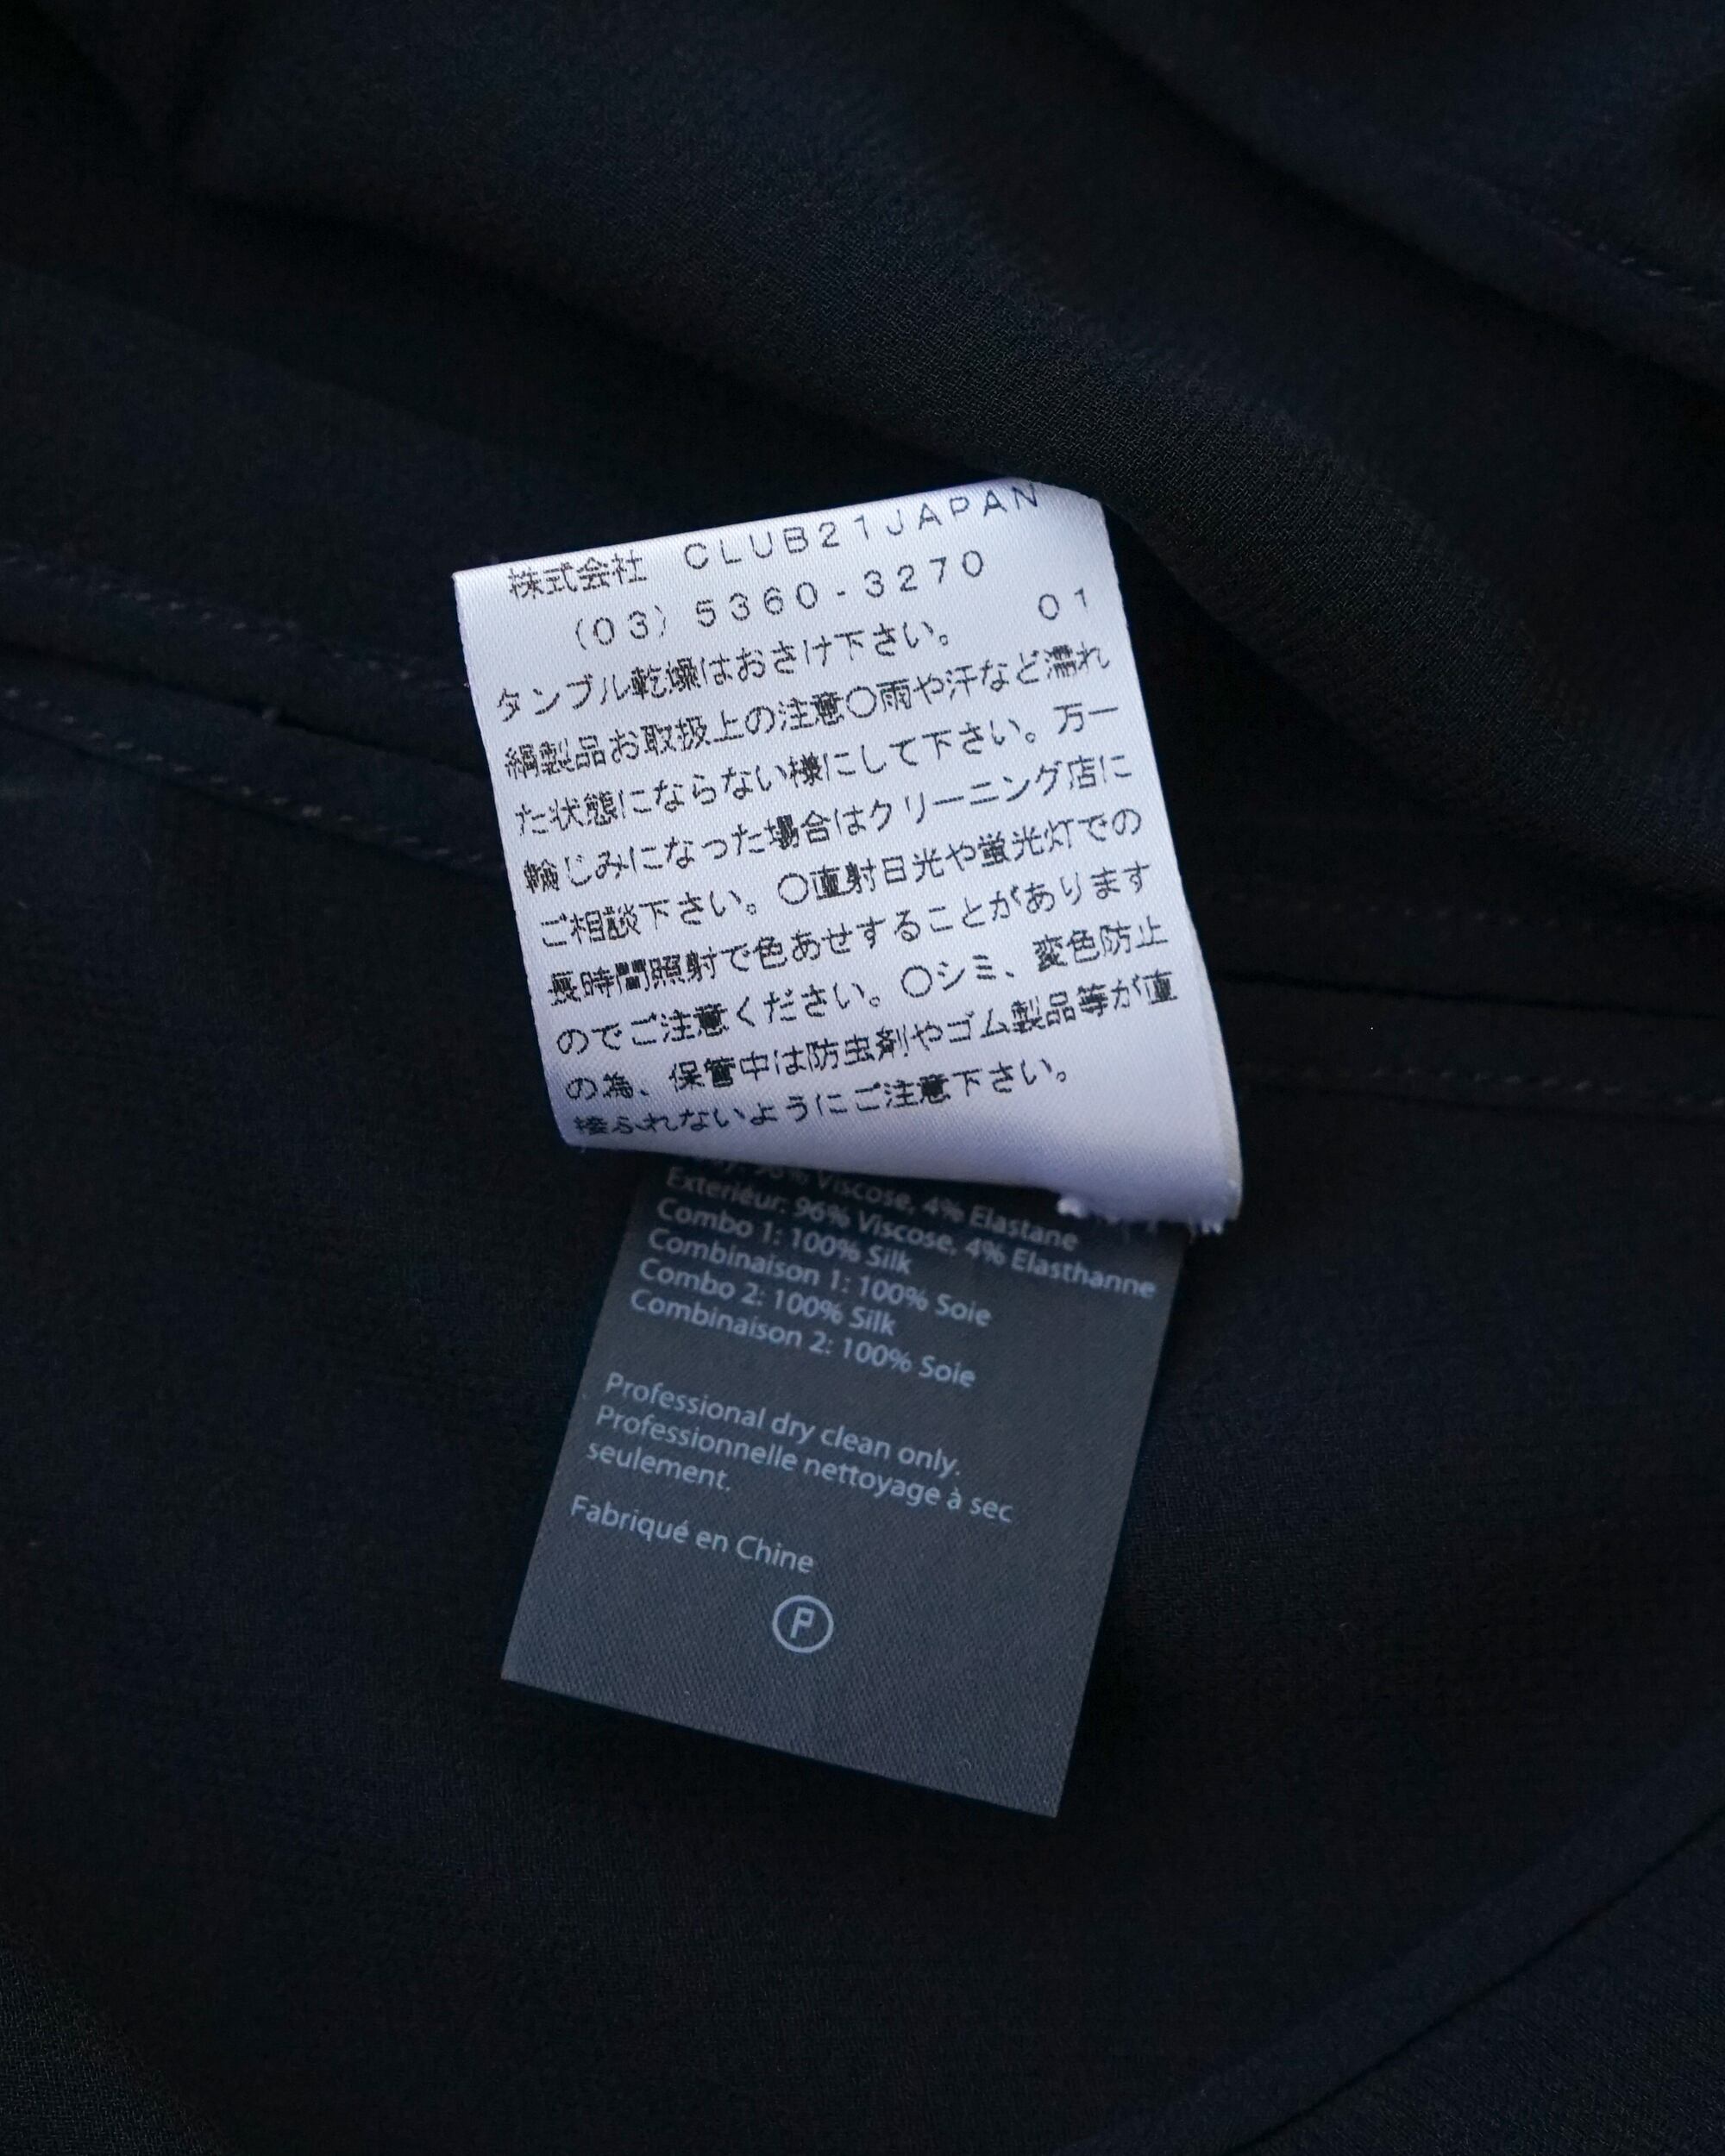 株式会社 CLUB21JAPAN
(03)5360-3270
01
タンブル乾燥はおさけ下さい。
絹製品お取扱上の注意○雨や汗など濡れ
た状態にならない様にして下さい。万一
輪じみになった場合はクリーニング店に
ご相談下さい。○直射日光や蛍光灯での
長時間照射で色あせすることがあります
のでご注意ください。○シミ、変色防止
の為、保管中は防虫剤やゴム製品等が直
接ふれないようにご注意下さい。
Viscose, 4% Elastane
Exteriéur: 96% Viscose, 4% Elasthanne
Combo 1: 100% Silk
Combinaison 1: 100% Soie
Combo 2: 100% Silk
Combinaison 2: 100% Soie
Professional dry clean only.
Professionnelle nettoyage à sec
seulement.
Fabriqué en Chine
P